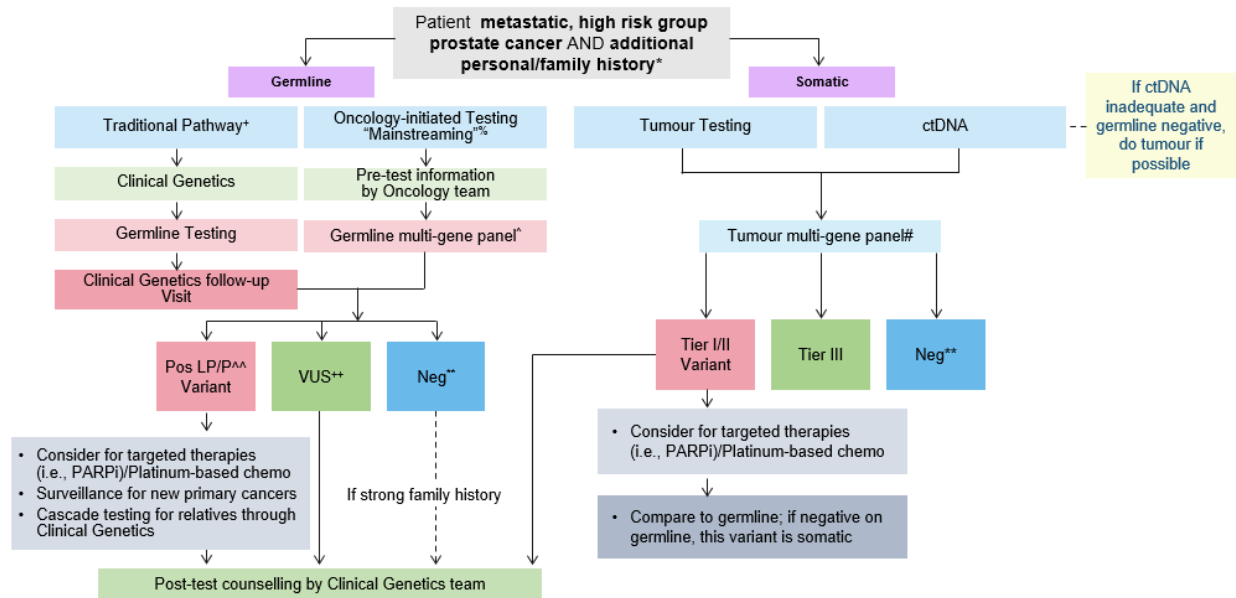 Patient metastatic, high risk group
prostate cancer AND additional
personal/family history*
Germline
Somatic
Traditional Pathway⁺
Oncology-initiated Testing
“Mainstreaming”%
Tumour Testing
ctDNA
If ctDNA
inadequate and
germline negative,
do tumour if
possible
Clinical Genetics
Pre-test information
by Oncology team
Germline Testing
Germline multi-gene panel^
Tumour multi-gene panel#
Clinical Genetics follow-up
Visit
Pos LP/P^^
Variant
VUS⁺⁺
Neg**
Tier I/II
Variant
Tier III
Neg**
• Consider for targeted therapies
(i.e., PARPi)/Platinum-based chemo
• Surveillance for new primary cancers
• Cascade testing for relatives through
Clinical Genetics
If strong family history
• Consider for targeted therapies
(i.e., PARPi)/Platinum-based chemo
• Compare to germline; if negative on
germline, this variant is somatic
Post-test counselling by Clinical Genetics team